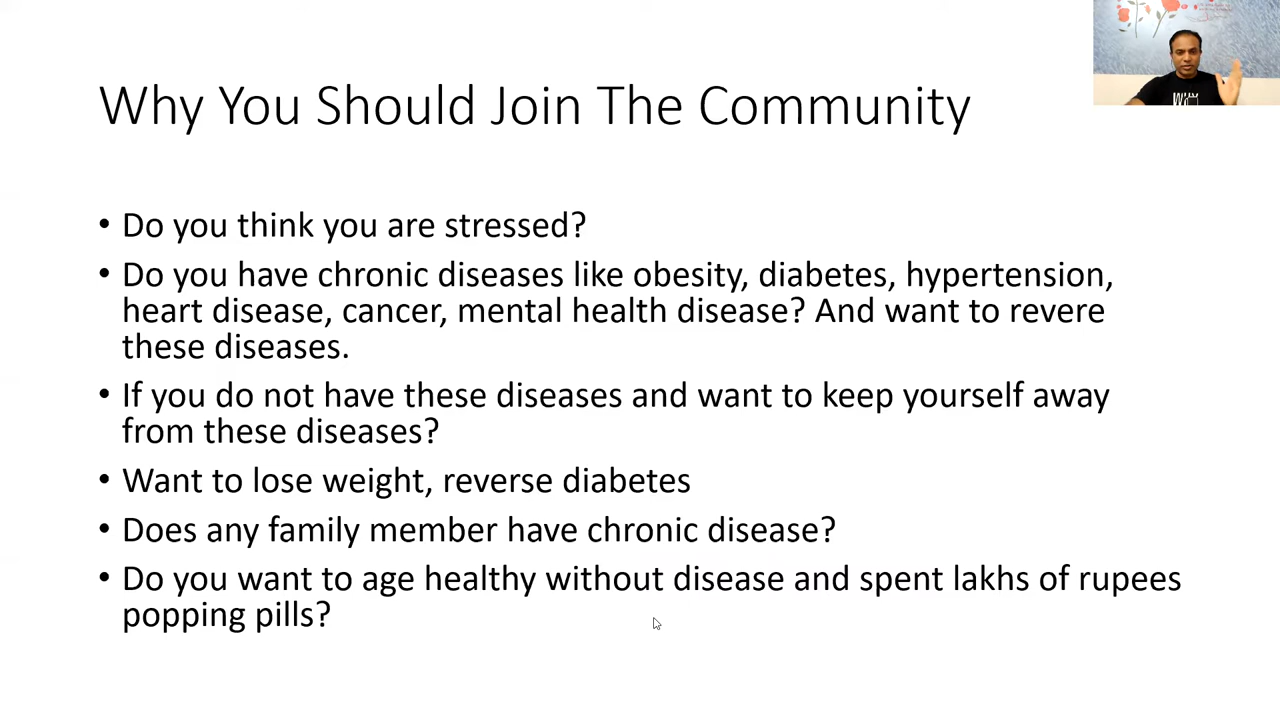 Why You Should Join The Community
• Do you think you are stressed?
• Do you have chronic diseases like obesity, diabetes, hypertension,
heart disease, cancer, mental health disease? And want to revere
these diseases.
• If you do not have these diseases and want to keep yourself away
from these diseases?
• Want to lose weight, reverse diabetes
• Does any family member have chronic disease?
• Do you want to age healthy without disease and spent lakhs of rupees
popping pills?